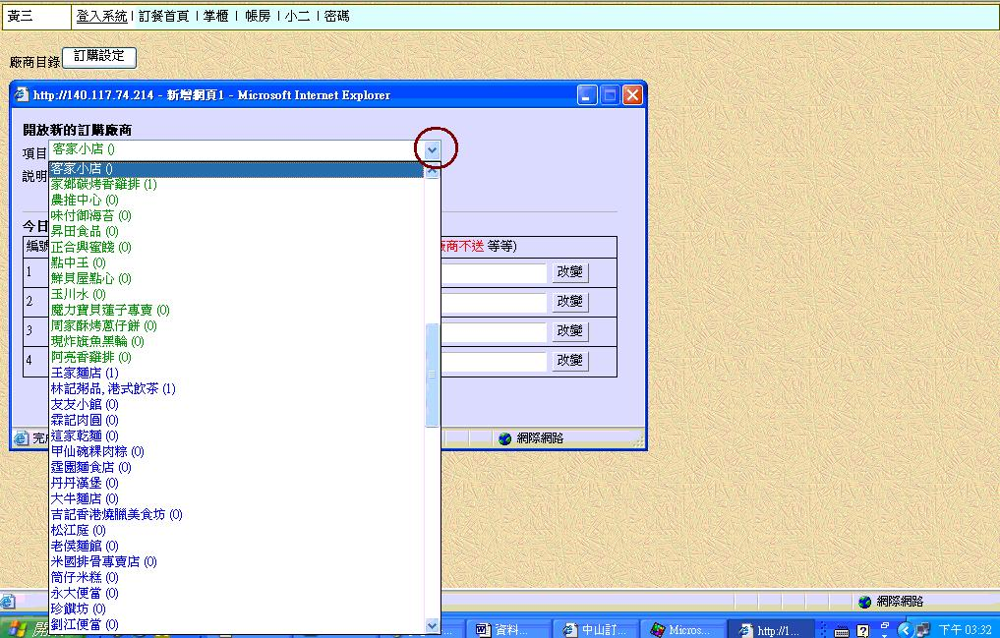 黃三
登入系統 | 訂餐首頁 | 掌櫃 | 帳房 | 小二 | 密碼
廠商目錄 訂購設定
http://140.117.74.214 - 新增網頁1 - Microsoft Internet Explorer
開放新的訂購廠商
項目 客家小店 ()
說明
客家小店 ()
家鄉碳烤香雞排 (1)
農推中心 (0)
味付御海苔 (0)
昇田食品 (0)
正合興蜜餞 (0)
點中王 (0)
鮮貝屋點心 (0)
玉川水 (0)
魔力寶貝蓮子專賣 (0)
周家酥烤蔥仔餅 (0)
現炸旗魚黑輪 (0)
阿亮香雞排 (0)
王家麵店 (1)
林記粥品, 港式飲茶 (1)
友友小館 (0)
霖記肉圓 (0)
這家乾麵 (0)
甲仙碗粿肉粽 (0)
霆園麵食店 (0)
丹丹漢堡 (0)
大牛麵店 (0)
吉記香港燒臘美食坊 (0)
松江庭 (0)
老侯麵館 (0)
米國排骨專賣店 (0)
筒仔米糕 (0)
永大便當 (0)
珍饌坊 (0)
劉江便當 (0)
今日
編號 廠商不送 等等)
1 改變
2 改變
3 改變
4 改變
完成 網際網路
網際網路
開 資料... 中山訂... Micros... http://1... 下午 03:32